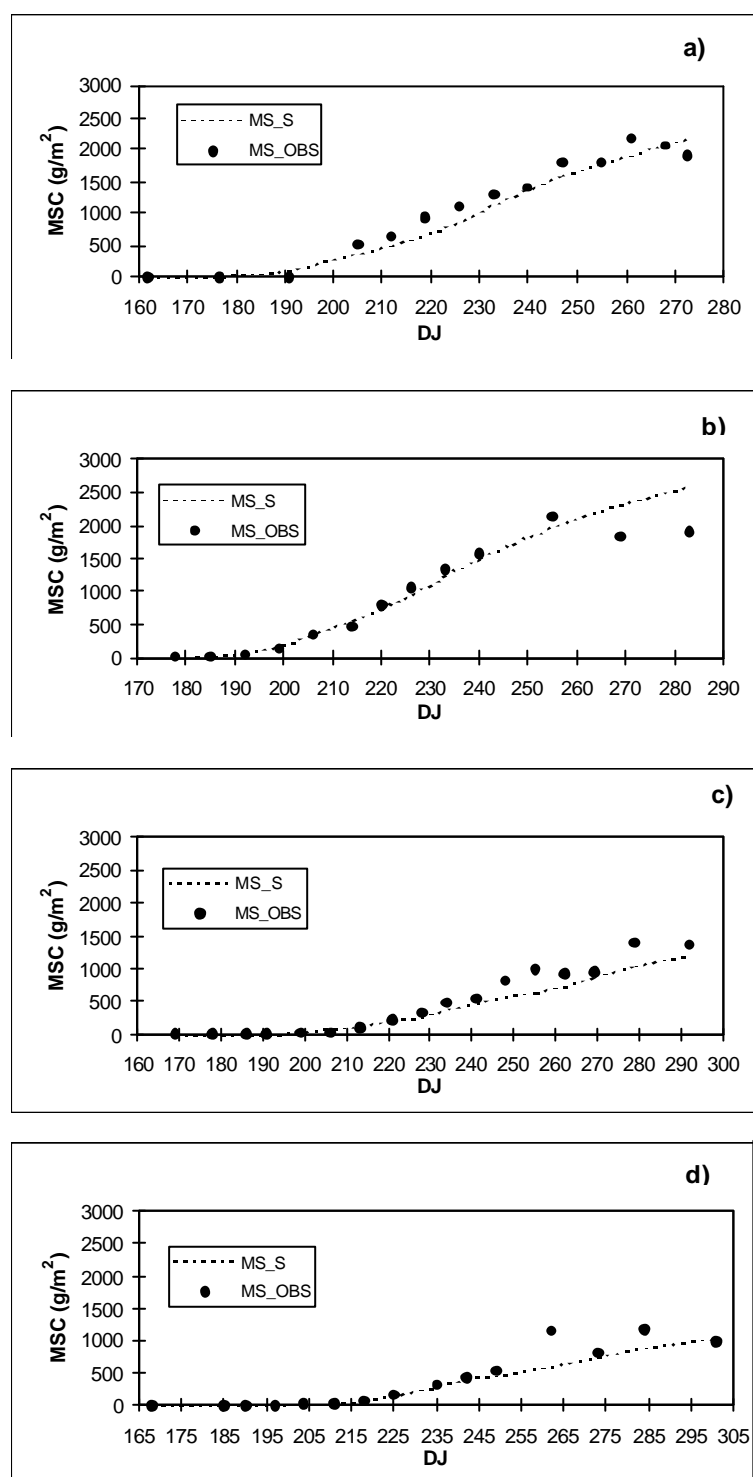 a)
3000
2500
2000
1500
1000
500
0
MSC (g/m²)
MS_S
MS_OBS
160 170 180 190 200 210 220 230 240 250 260 270 280
DJ
b)
3000
2500
2000
1500
1000
500
0
MSC (g/m²)
MS_S
MS_OBS
170 180 190 200 210 220 230 240 250 260 270 280 290
DJ
c)
3000
2500
2000
1500
1000
500
0
MSC (g/m²)
MS_S
MS_OBS
160 170 180 190 200 210 220 230 240 250 260 270 280 290 300
DJ
d)
3000
2500
2000
1500
1000
500
0
MSC (g/m²)
MS_S
MS_OBS
165 175 185 195 205 215 225 235 245 255 265 275 285 295 305
DJ